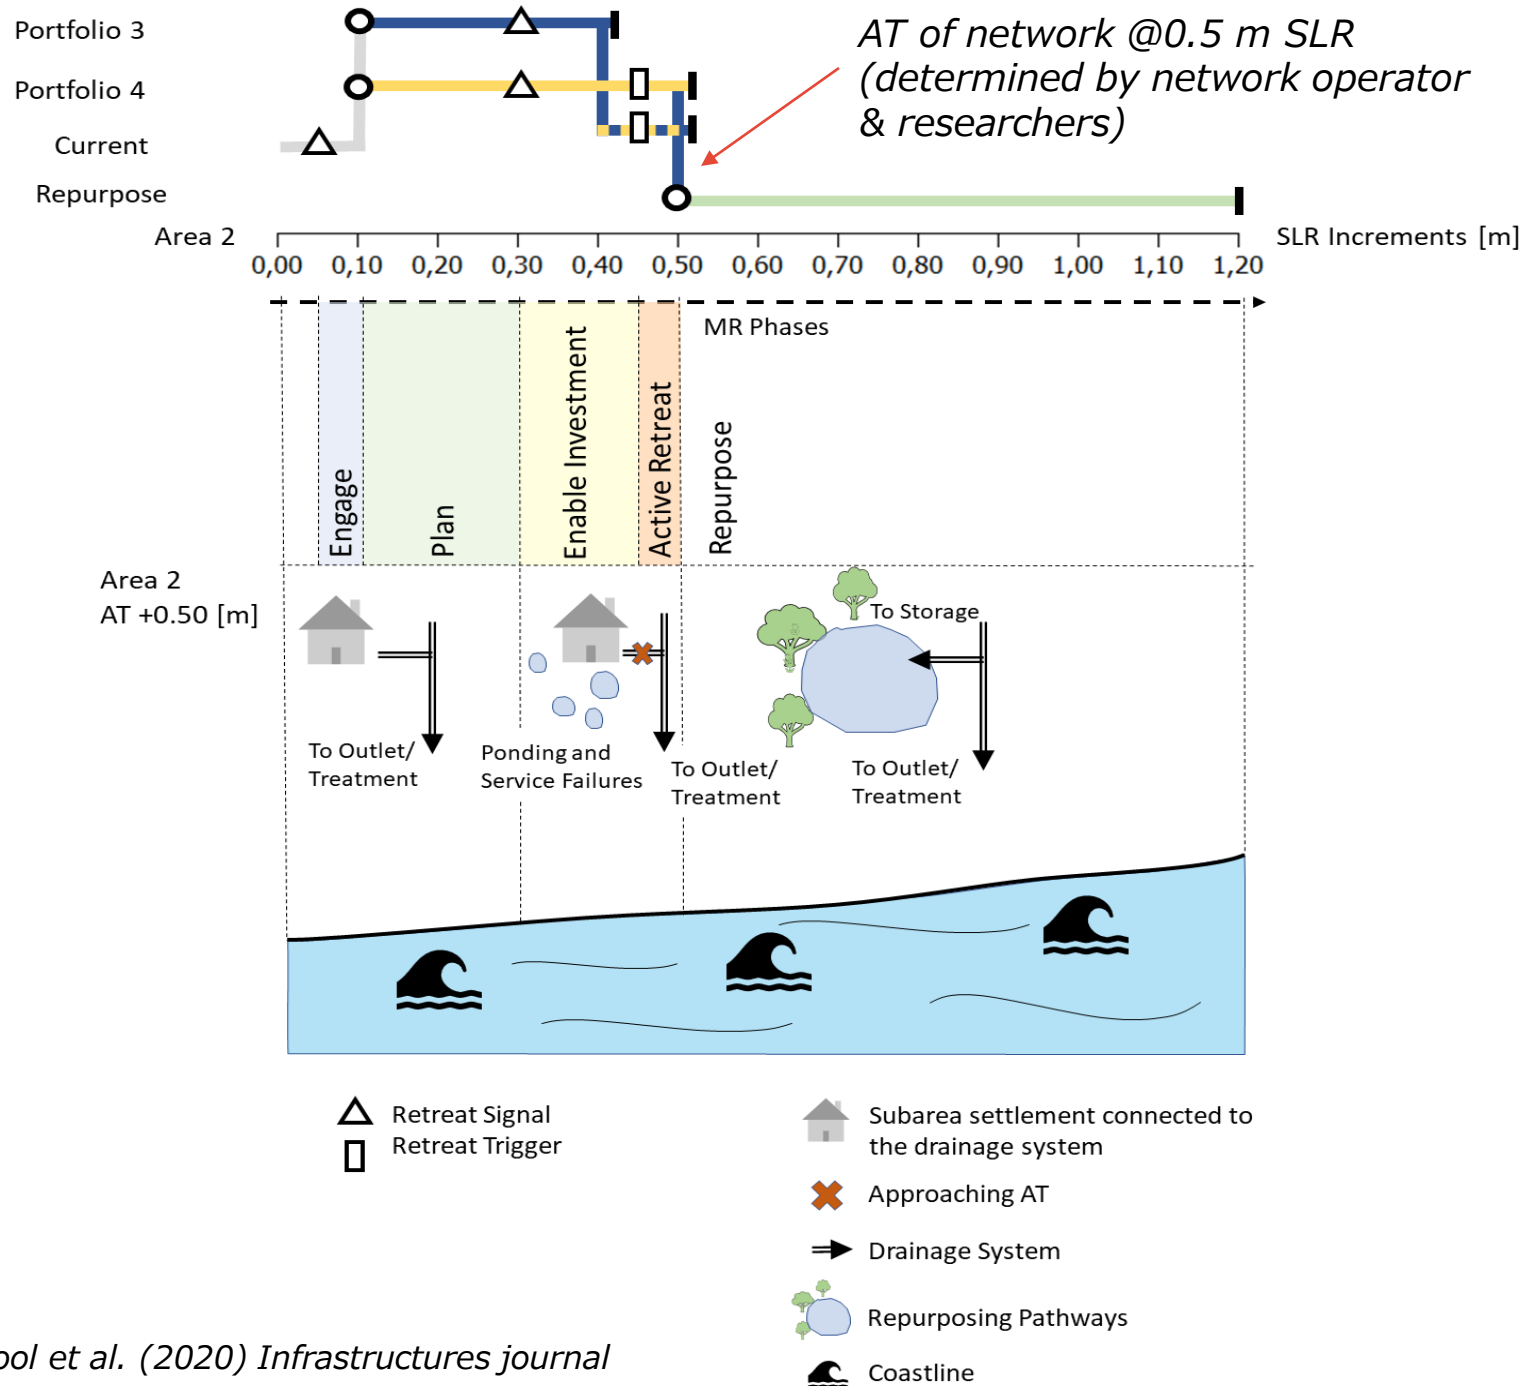 Portfolio 3
AT of network @0.5 m SLR
(determined by network operator
& researchers)
Portfolio 4
Current
Repurpose
Area 2
SLR Increments [m]
0,00 0,10 0,20 0,30 0,40 0,50 0,60 0,70 0,80 0,90 1,00 1,10 1,20
MR Phases
Engage
Plan
Enable Investment
Active Retreat
Repurpose
Area 2
AT +0.50 [m]
To Storage
To Outlet/
Treatment
Ponding and
Service Failures
To Outlet/
Treatment
To Outlet/
Treatment
Retreat Signal
Retreat Trigger
Subarea settlement connected to
the drainage system
Approaching AT
Drainage System
Repurposing Pathways
Coastline
et al. (2020) Infrastructures journal